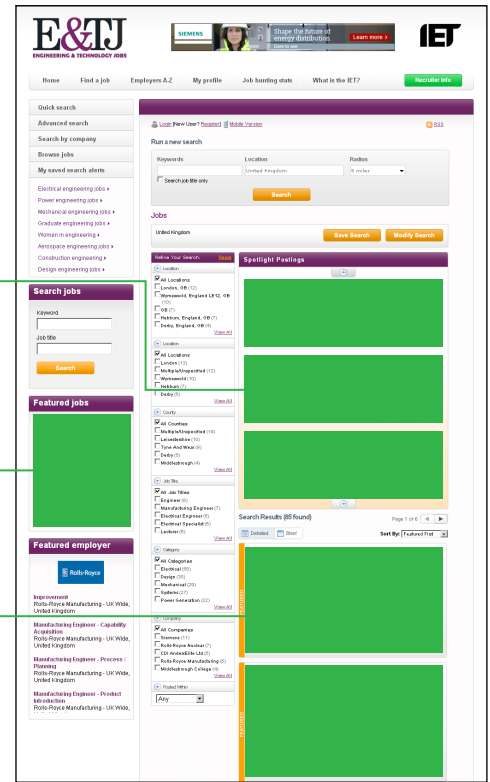 E&TJ
ENGINEERING & TECHNOLOGY JOBS
SIEMENS
Shape the future of
energy distribution
Dare to ask
Learn more >
IET
Home Find a job Employers A-Z My profile Job hunting stats What is the IET? Recruiter Info
Quick search
Advanced search
Search by company
Browse jobs
My saved search alerts
Electrical engineering jobs
Power engineering jobs
Mechanical engineering jobs
Graduate engineering jobs
Women in engineering
Aerospace engineering jobs
Construction engineering
Design engineering jobs
Search jobs
Keyword
Job title
Search
Featured jobs
Featured employer
Rolls-Royce
Improvement
Rolls-Royce Manufacturing - UK Wide,
United Kingdom
Manufacturing Engineer - Capability
Acquisition
Rolls-Royce Manufacturing - UK Wide,
United Kingdom
Manufacturing Engineer - Process /
Planning
Rolls-Royce Manufacturing - UK Wide,
United Kingdom
Manufacturing Engineer - Product
Introduction
Rolls-Royce Manufacturing - UK Wide,
United Kingdom
Login [New User? Register] Mobile Version RSS
Run a new search
Keywords Location Radius
United Kingdom 5 miles
Search job title only
Search
Jobs
United Kingdom Save Search Modify Search
Refine Your Search: Reset
Location
All Locations
London, GB (12)
Wymeswold, England LE12, GB
(10)
GB (7)
Hebburn, England, GB (7)
Derby, England, GB (4)
View All
Location
All Locations
London (13)
Multiple/Unspecified (12)
Wymeswold (10)
Hebburn (7)
Derby (5)
View All
County
All Counties
Multiple/Unspecified (10)
Leicestershire (10)
Tyne And Wear (9)
Derby (5)
Middlesbrough (4)
View All
Job Title
All Job Titles
Engineer (8)
Manufacturing Engineer (7)
Electrical Engineer (5)
Electrical Specialist (5)
Lecturer (5)
View All
Category
All Categories
Electrical (50)
Design (30)
Mechanical (28)
Systems (27)
Power Generation (22)
View All
Company
All Companies
Siemens (11)
Rolls Royce Nuclear (7)
CDI AndersElite Ltd (5)
Rolls Royce Manufacturing (5)
Middlesbrough College (4)
View All
Posted Within
Any
Spotlight Postings
Search Results (85 found) Page 1 of 6
Detailed Brief Sort By: Featured First
FEATURED
FEATURED